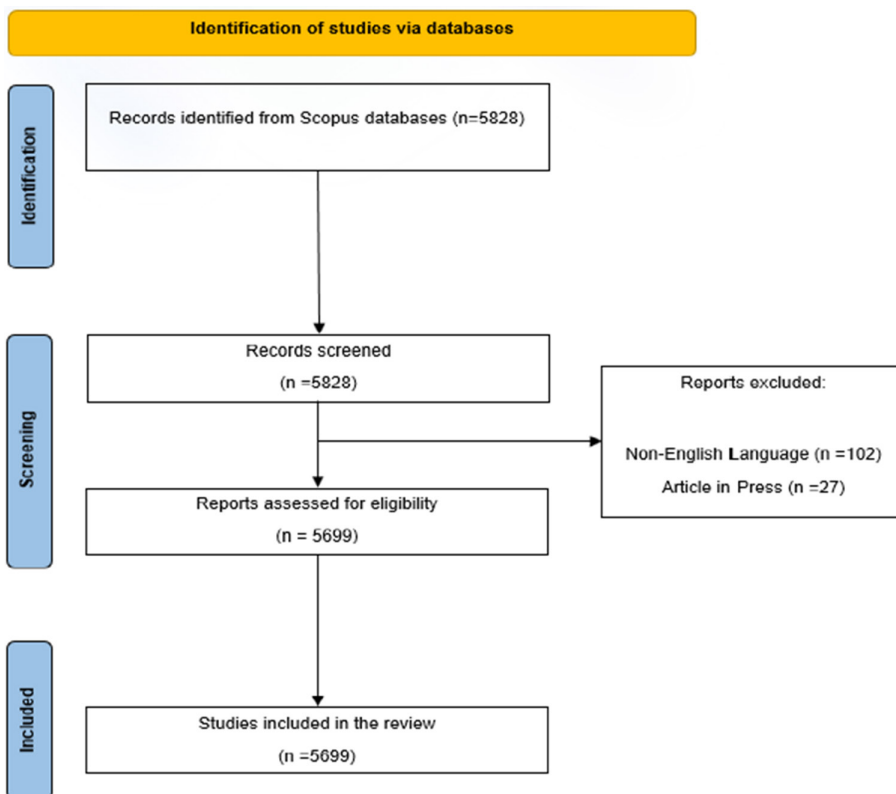 Identification of studies via databases
Identification
Records identified from Scopus databases (n=5828)
Screening
Records screened
(n =5828)
Reports excluded:
Non-English Language (n =102)
Article in Press (n =27)
Reports assessed for eligibility
(n = 5699)
Included
Studies included in the review
(n =5699)